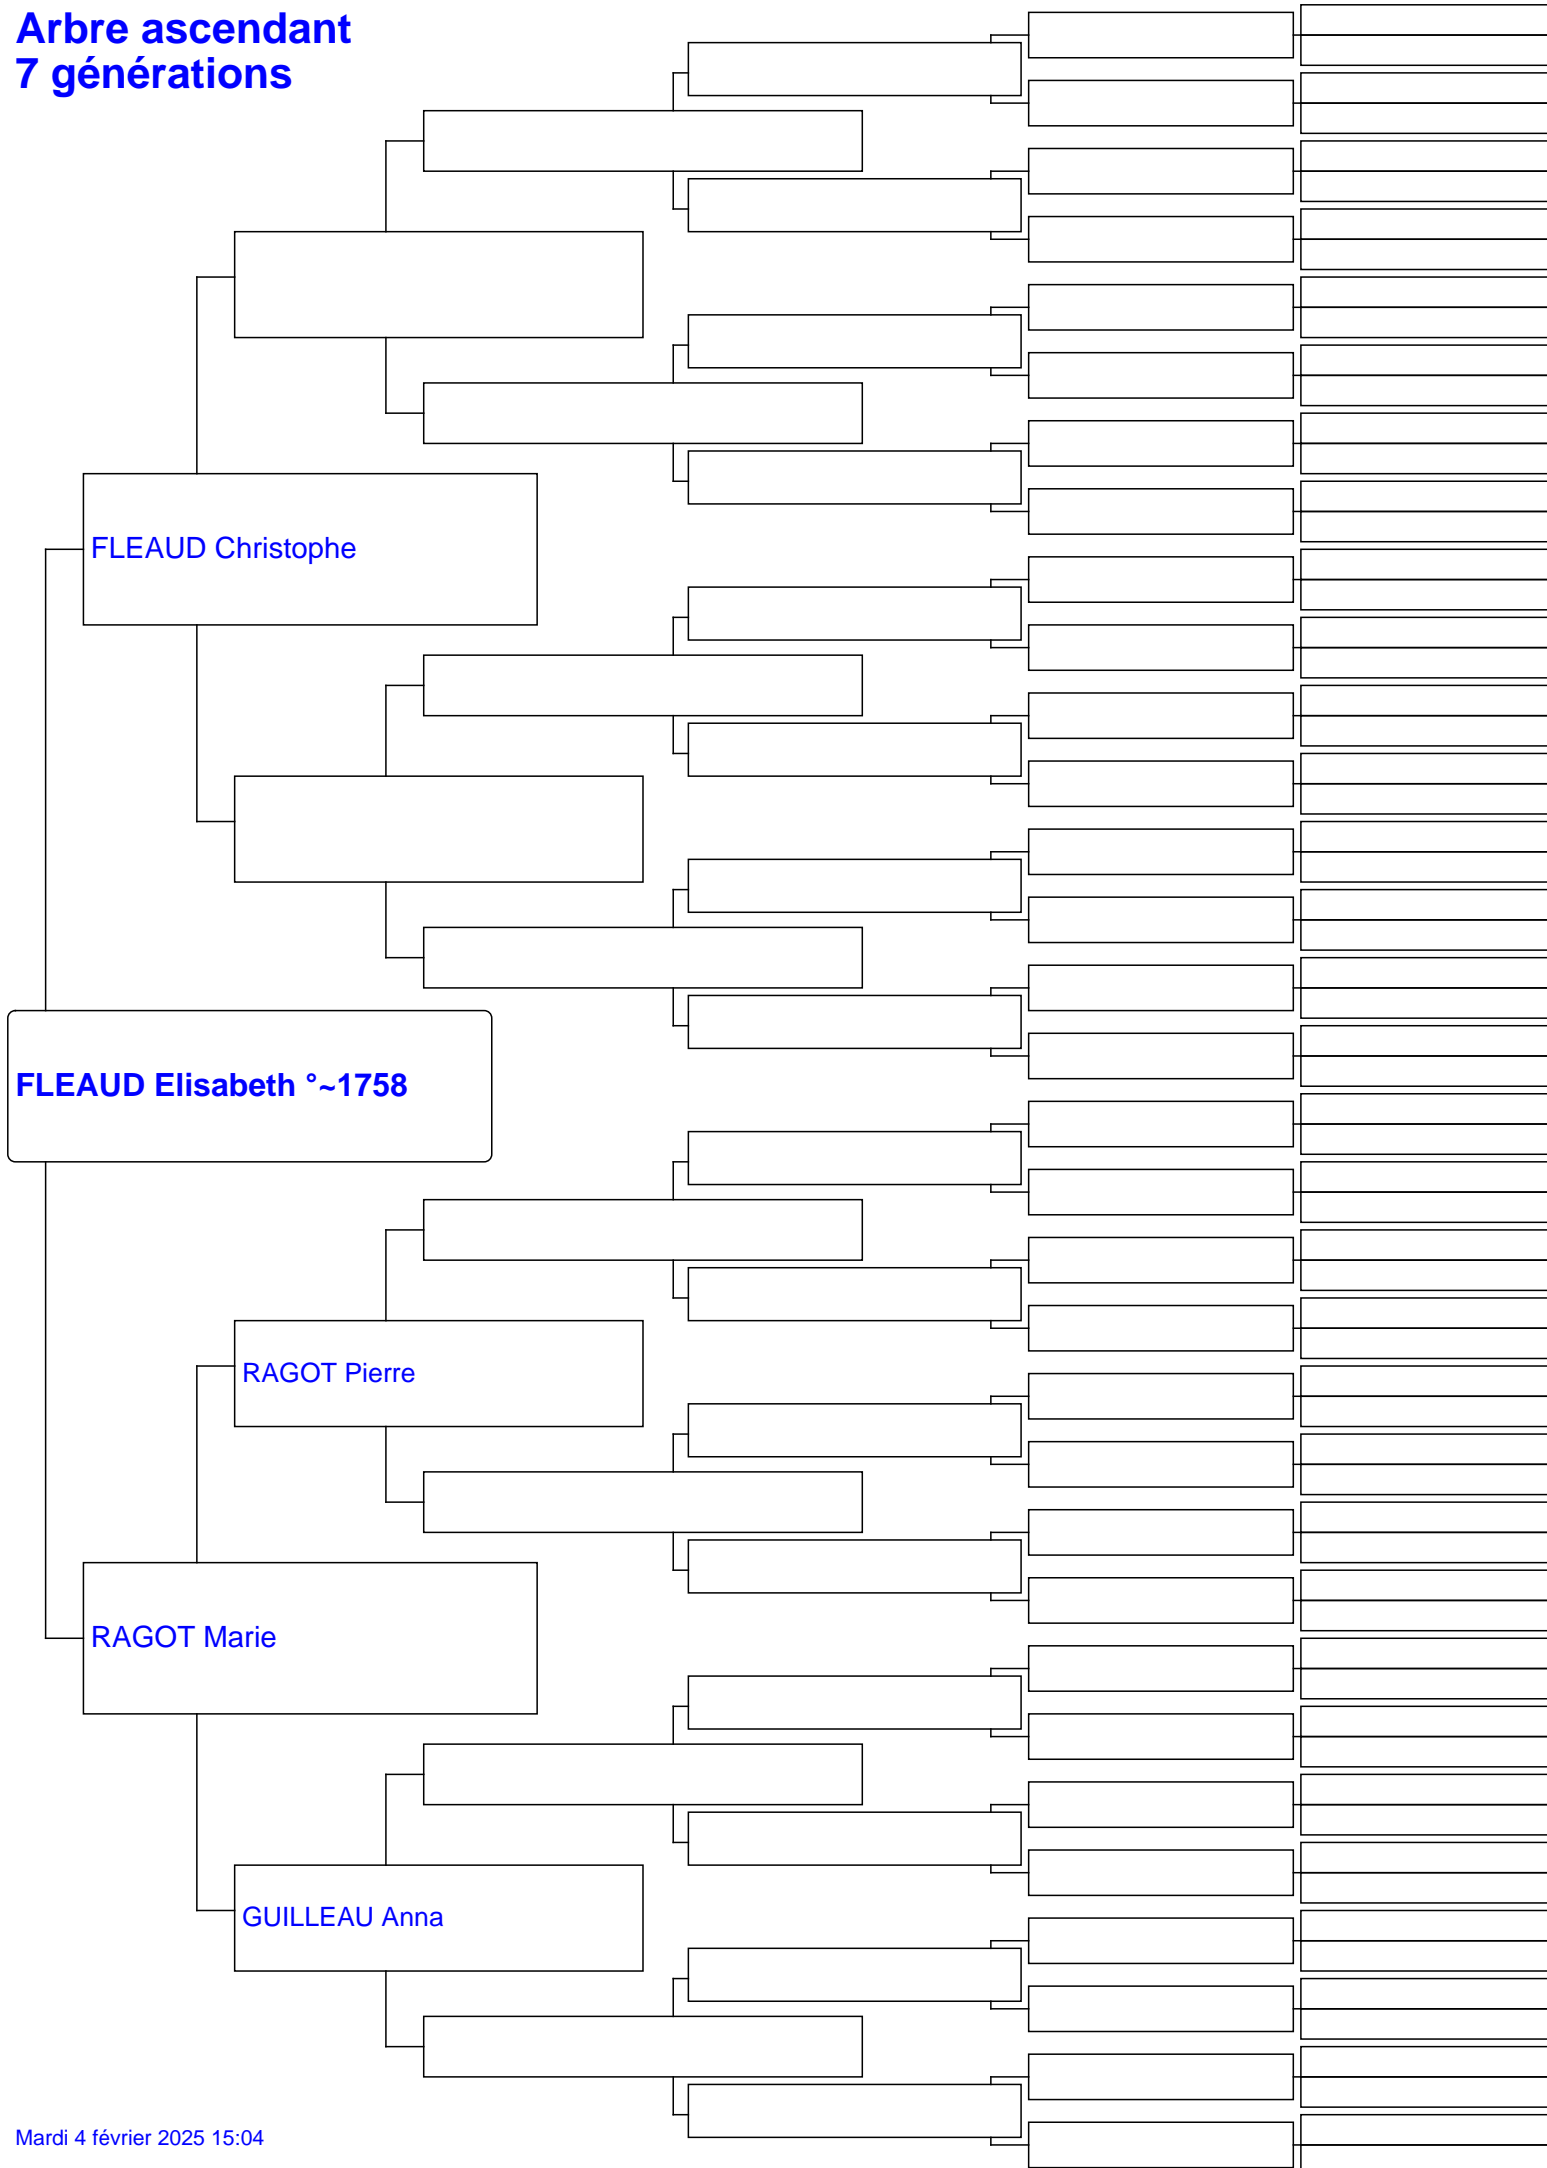 Arbre ascendant
7 générations
FLEAUD Christophe
FLEAUD Elisabeth °~1758
RAGOT Pierre
RAGOT Marie
GUILLEAU Anna
Mardi 4 février 2025 15:04